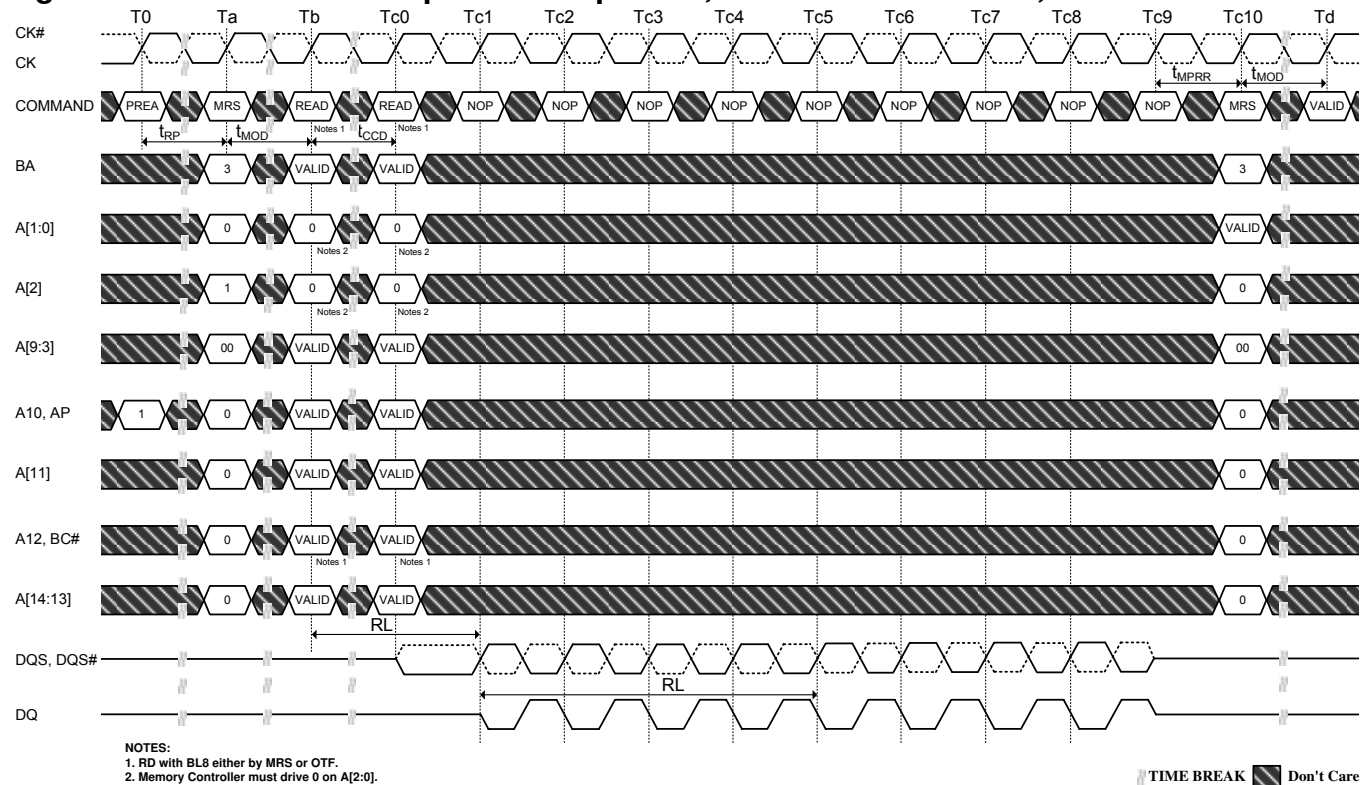 T0 Ta Tb Tc0 Tc1 Tc2 Tc3 Tc4 Tc5 Tc6 Tc7 Tc8 Tc9 Tc10 Td
CK#
CK
tMPRR tMOD
COMMAND PREA MRS READ READ NOP NOP NOP NOP NOP NOP NOP NOP NOP MRS VALID
Notes 1 Notes 1
tRP tMOD tCCD
BA 3 VALID VALID 3
A[1:0] 0 0 0 VALID
Notes 2 Notes 2
A[2] 1 0 0 0
Notes 2 Notes 2
A[9:3] 00 VALID VALID 00
A10, AP 1 0 VALID VALID 0
A[11] 0 VALID VALID 0
A12, BC# 0 VALID VALID 0
Notes 1 Notes 1
A[14:13] 0 VALID VALID 0
RL
DQS, DQS#
RL
DQ
NOTES:
1. RD with BL8 either by MRS or OTF.
2. Memory Controller must drive 0 on A[2:0].
TIME BREAK Don't Care